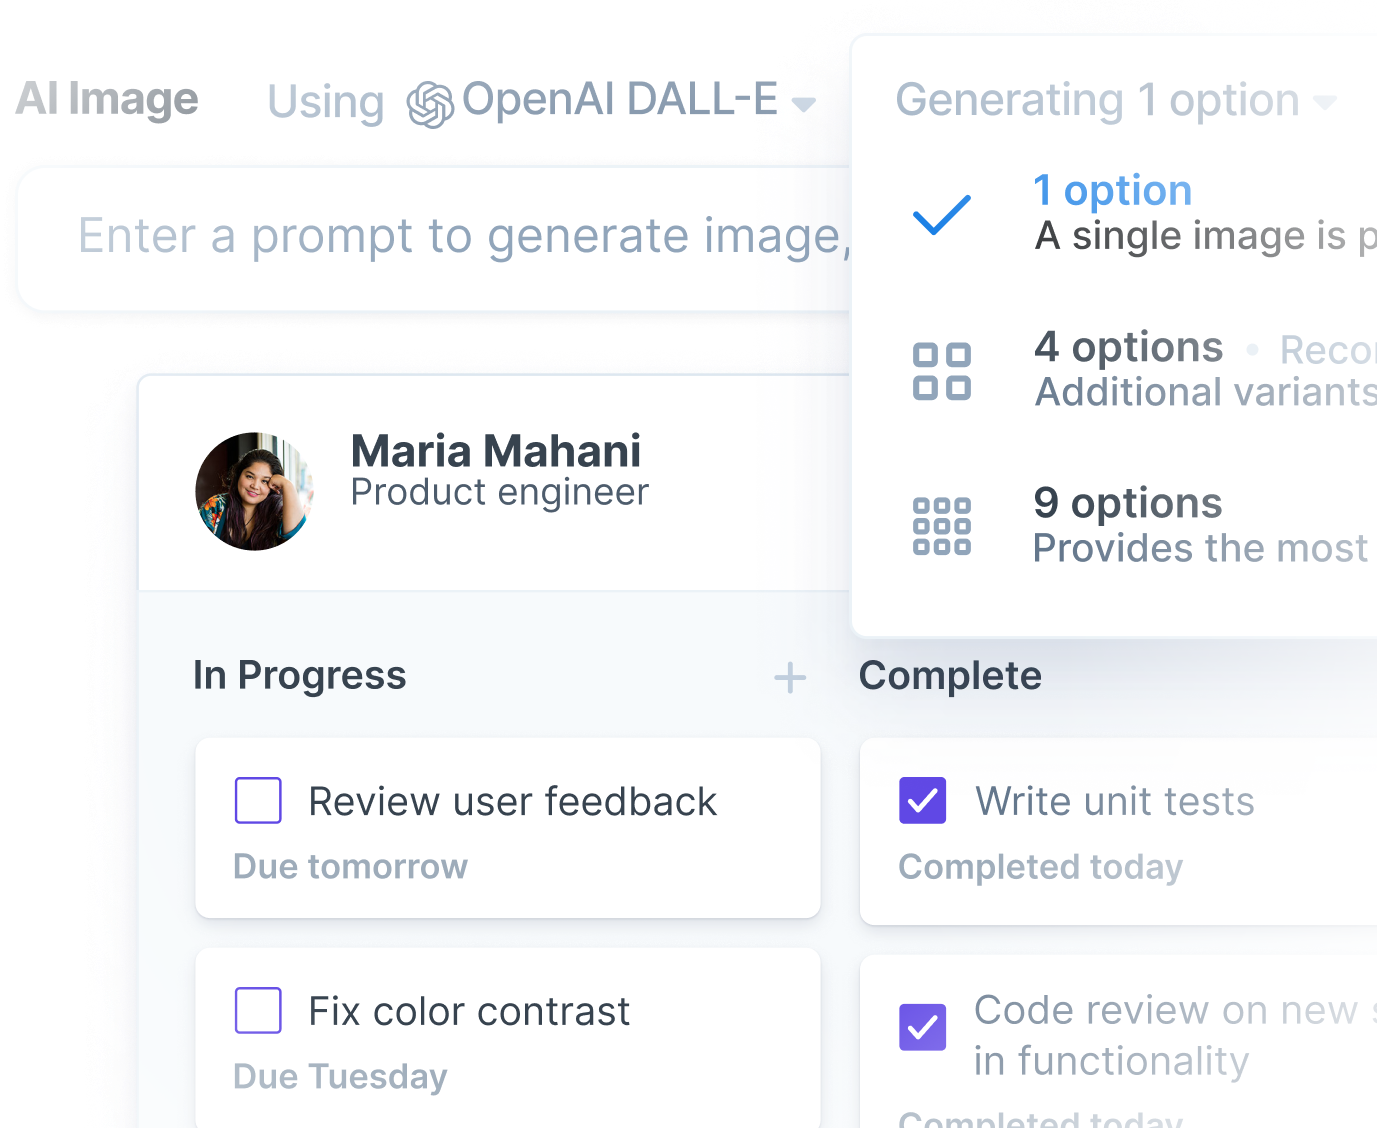 AI Image
Using OpenAI DALL-E
Generating 1 option
Enter a prompt to generate image,
1 option
A single image is
4 options •
Additional variants
9 options
Provides the most
Maria Mahani
Product engineer
In Progress
Complete
Review user feedback
Due tomorrow
Write unit tests
Completed today
Fix color contrast
Due Tuesday
Code review on new
in functionality
Completed today